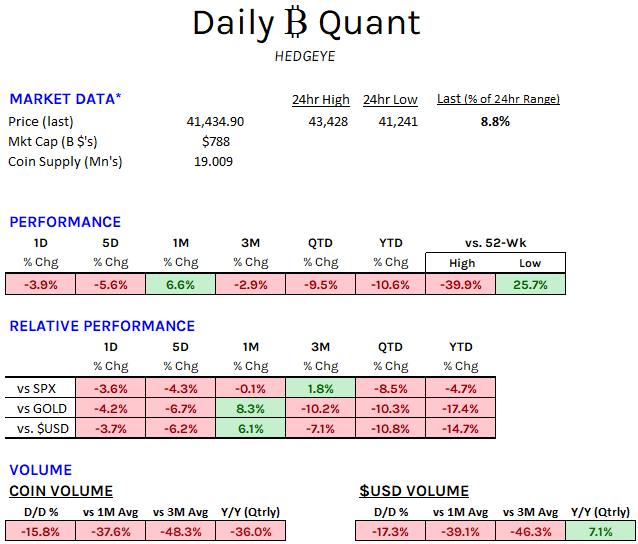 Daily ₿ Quant
HEDGEYE
MARKET DATA* 24hr High 24hr Low Last (% of 24hr Range)
Price (last) 41,434.90 43,428 41,241 8.8%
Mkt Cap (B $'s) $788
Coin Supply (Mn's) 19.009
PERFORMANCE
1D 5D 1M 3M QTD YTD vs. 52-Wk
% Chg % Chg % Chg % Chg % Chg % Chg High Low
-3.9% -5.6% 6.6% -2.9% -9.5% -10.6% -39.9% 25.7%
RELATIVE PERFORMANCE
1D 5D 1M 3M QTD YTD
% Chg % Chg % Chg % Chg % Chg % Chg
vs SPX -3.6% -4.3% -0.1% 1.8% -8.5% -4.7%
vs GOLD -4.2% -6.7% 8.3% -10.2% -10.3% -17.4%
vs. $USD -3.7% -6.2% 6.1% -7.1% -10.8% -14.7%
VOLUME
COIN VOLUME $USD VOLUME
D/D % vs 1M Avg vs 3M Avg Y/Y (Qtrly) D/D % vs 1M Avg vs 3M Avg Y/Y (Qtrly)
-15.8% -37.6% -48.3% -36.0% -17.3% -39.1% -46.3% 7.1%